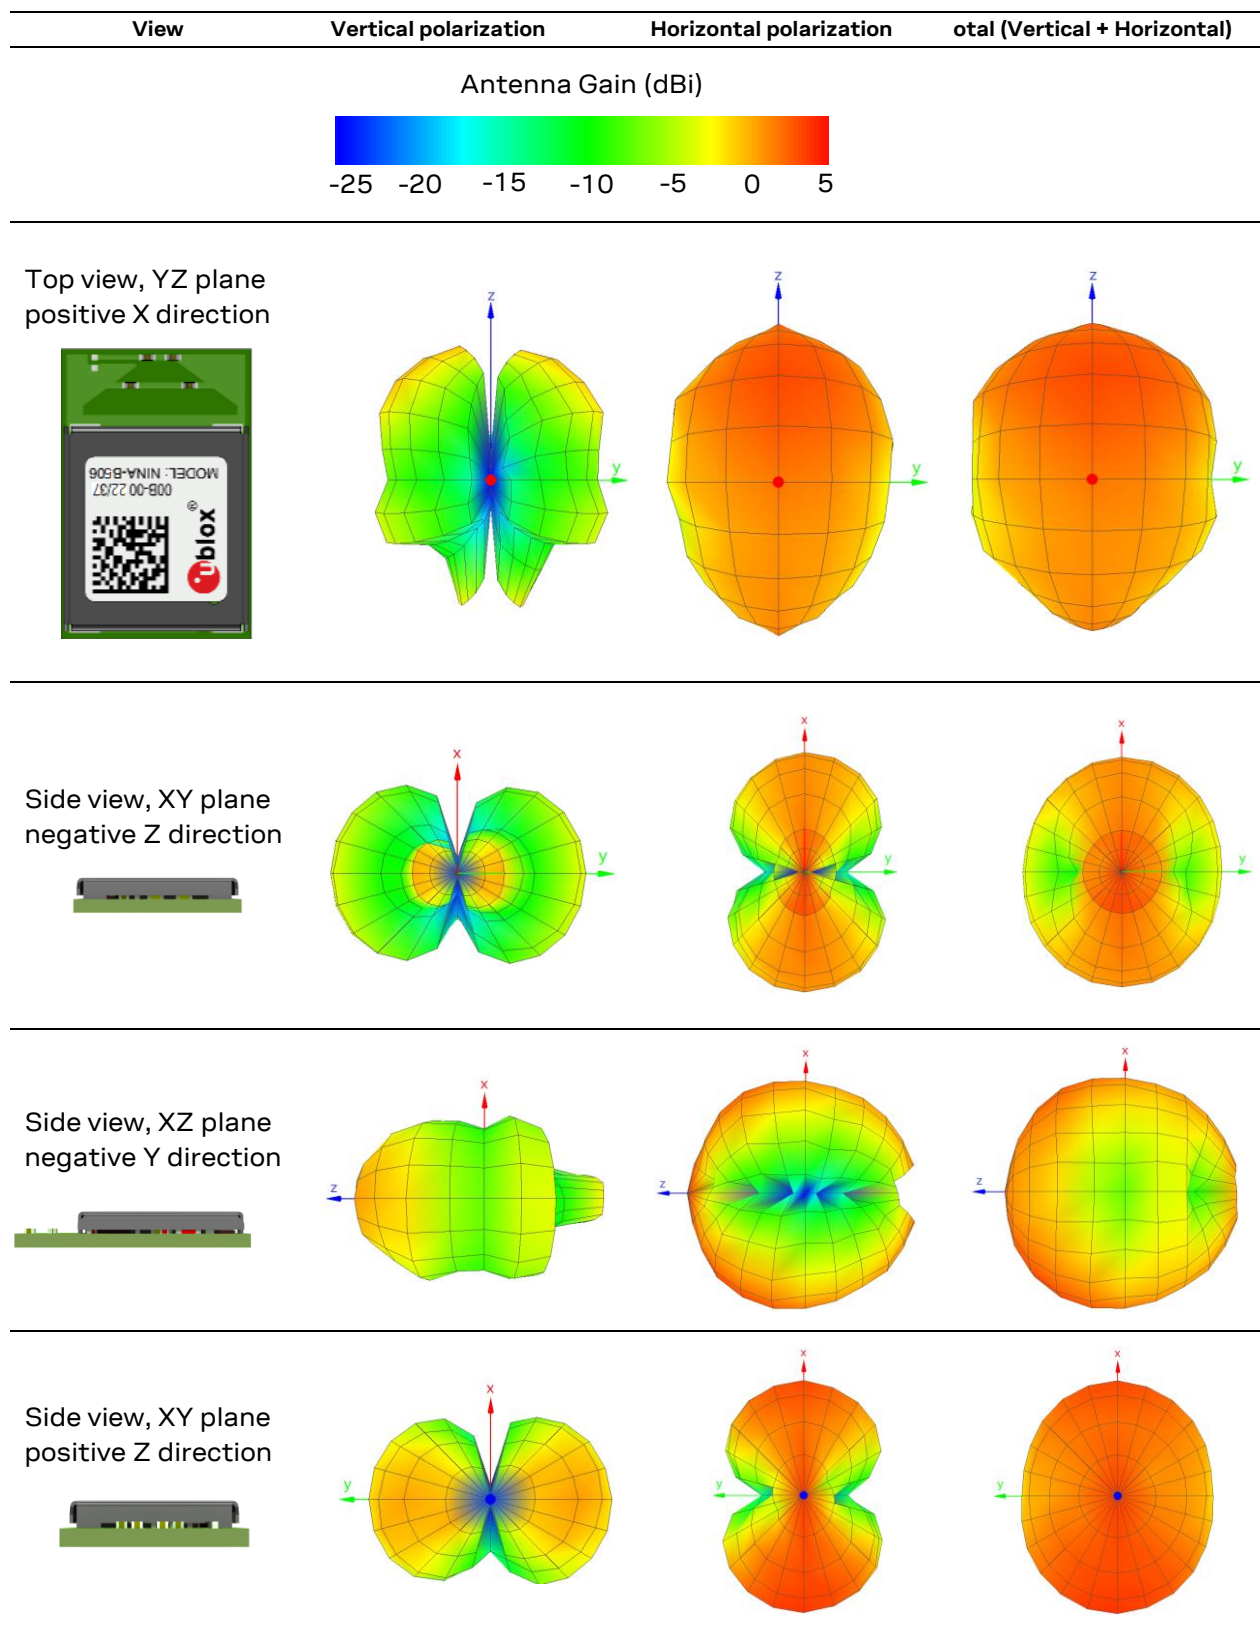 View Vertical polarization Horizontal polarization otal (Vertical + Horizontal)
Antenna Gain (dBi)
-25 -20 -15 -10 -5 0 5
Top view, YZ plane
positive X direction
z
z
z
y
y
y
MODEL: NINA-B506
00B-00 22/37
ublox
®
Side view, XY plane
negative Z direction
x
x
x
y
y
y
Side view, XZ plane
negative Y direction
x
x
x
z
z
z
Side view, XY plane
positive Z direction
x
x
x
y
y
y